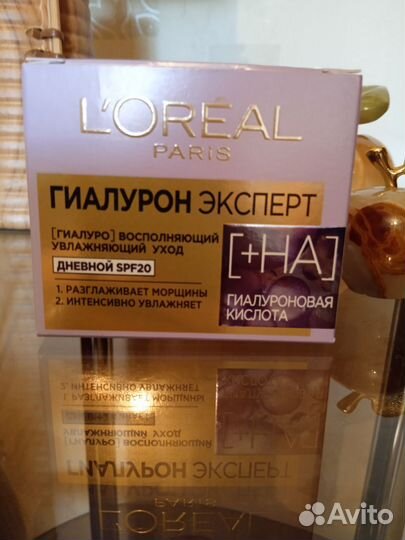 L'ORÉAL
PARIS
ГИАЛУРОН ЭКСПЕРТ
[ГИАЛУРО] ВОСПОЛНЯЮЩИЙ
УВЛАЖНЯЮЩИЙ УХОД
ДНЕВНОЙ SPF20
1. РАЗГЛАЖИВАЕТ МОРЩИНЫ
2. ИНТЕНСИВНО УВЛАЖНЯЕТ
[+HA]
ГИАЛУРОНОВАЯ
КИСЛОТА
Avito